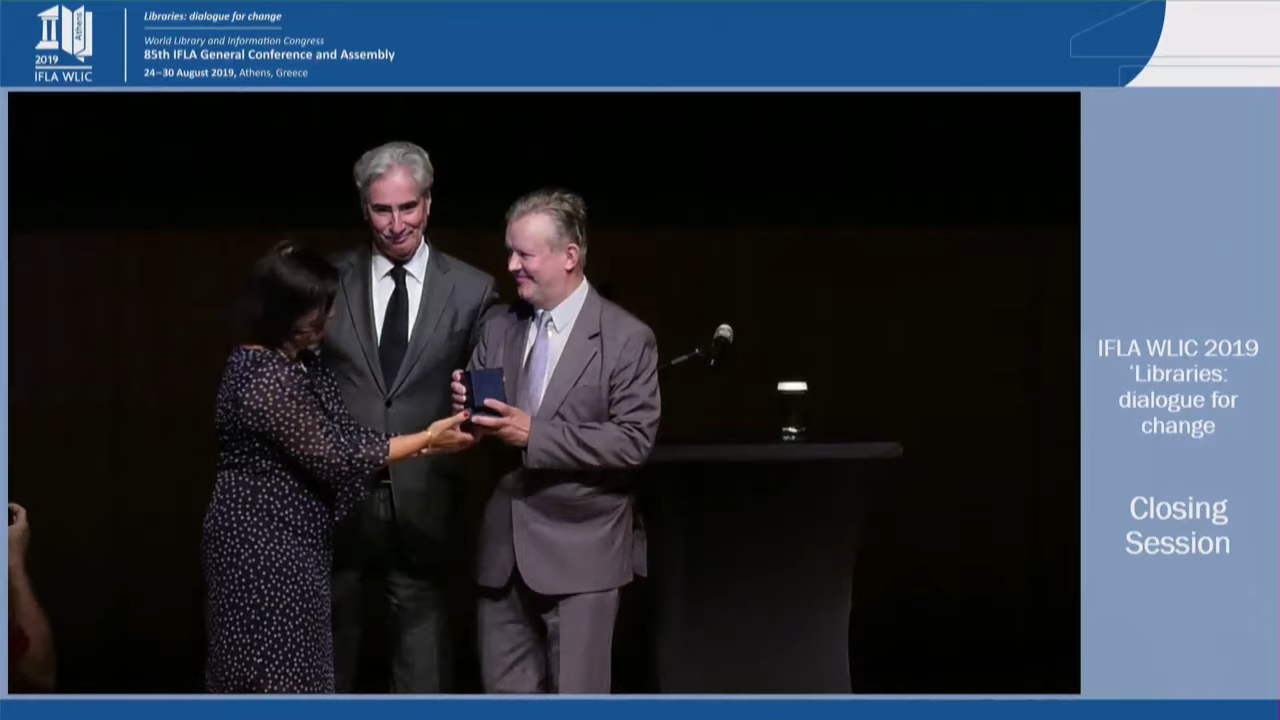 Athens
2019
IFLA WLIC
Libraries: dialogue for change
World Library and Information Congress
85th IFLA General Conference and Assembly
24–30 August 2019, Athens, Greece
IFLA WLIC 2019
‘Libraries:
dialogue for
change
Closing
Session